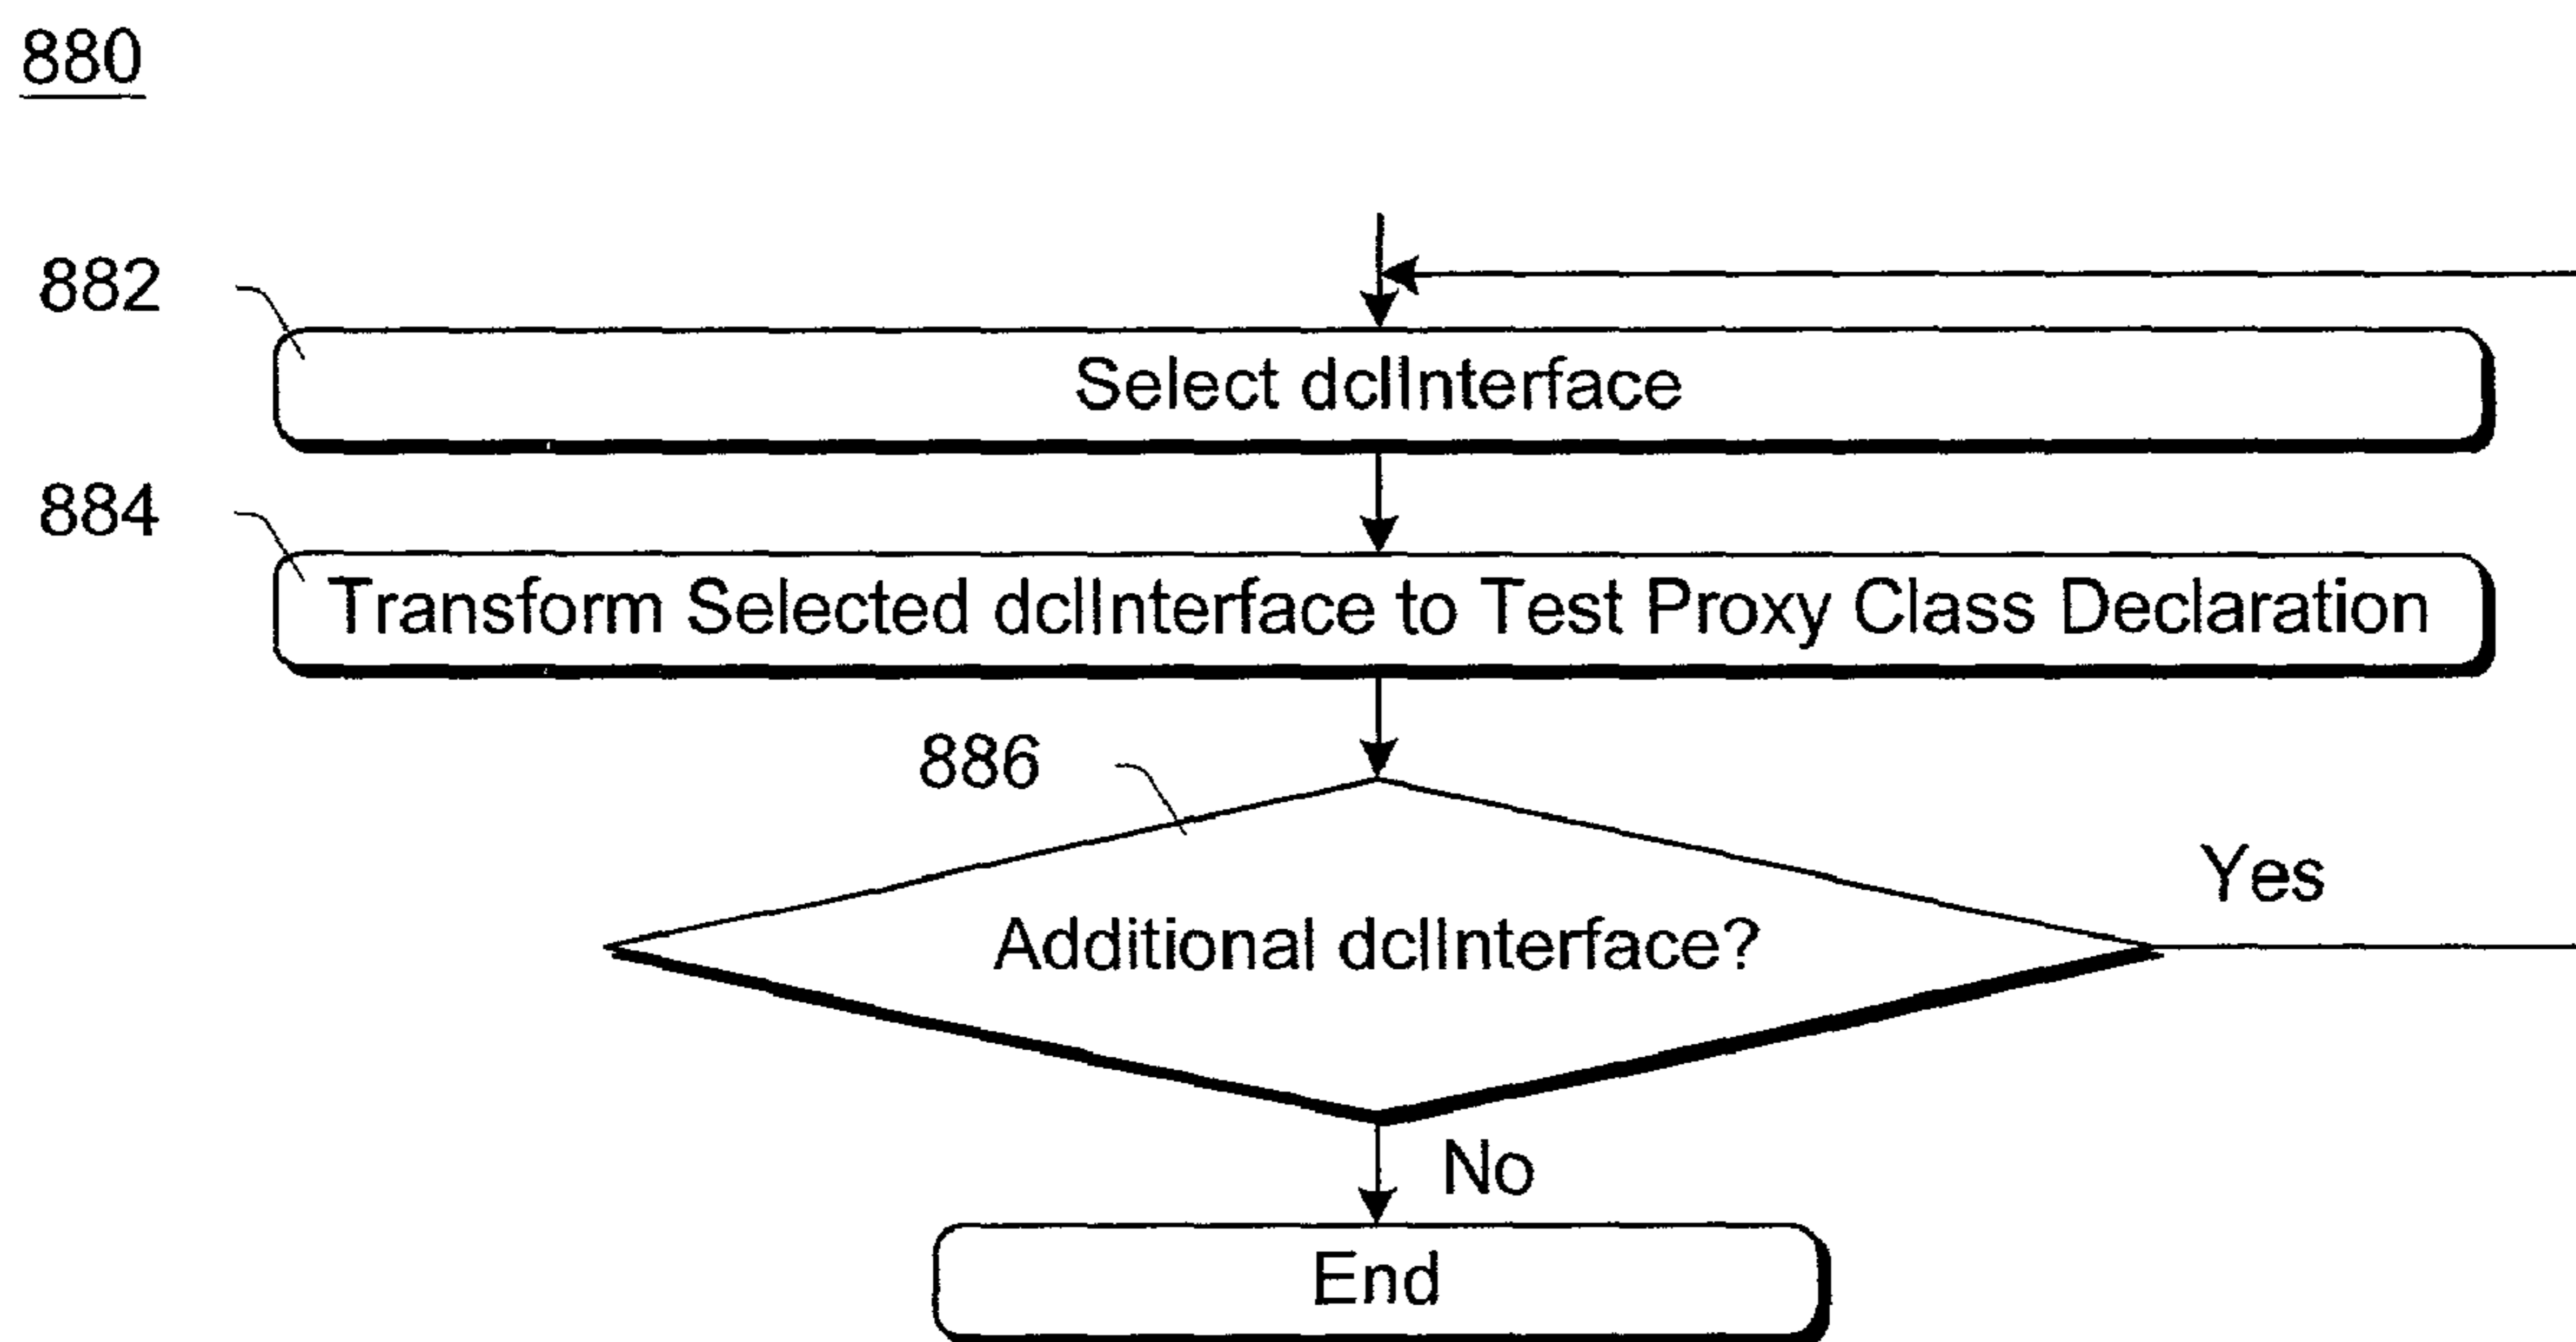 880
882
Select dclInterface
884
Transform Selected dclInterface to Test Proxy Class Declaration
886
Yes
Additional dclInterface?
No
End